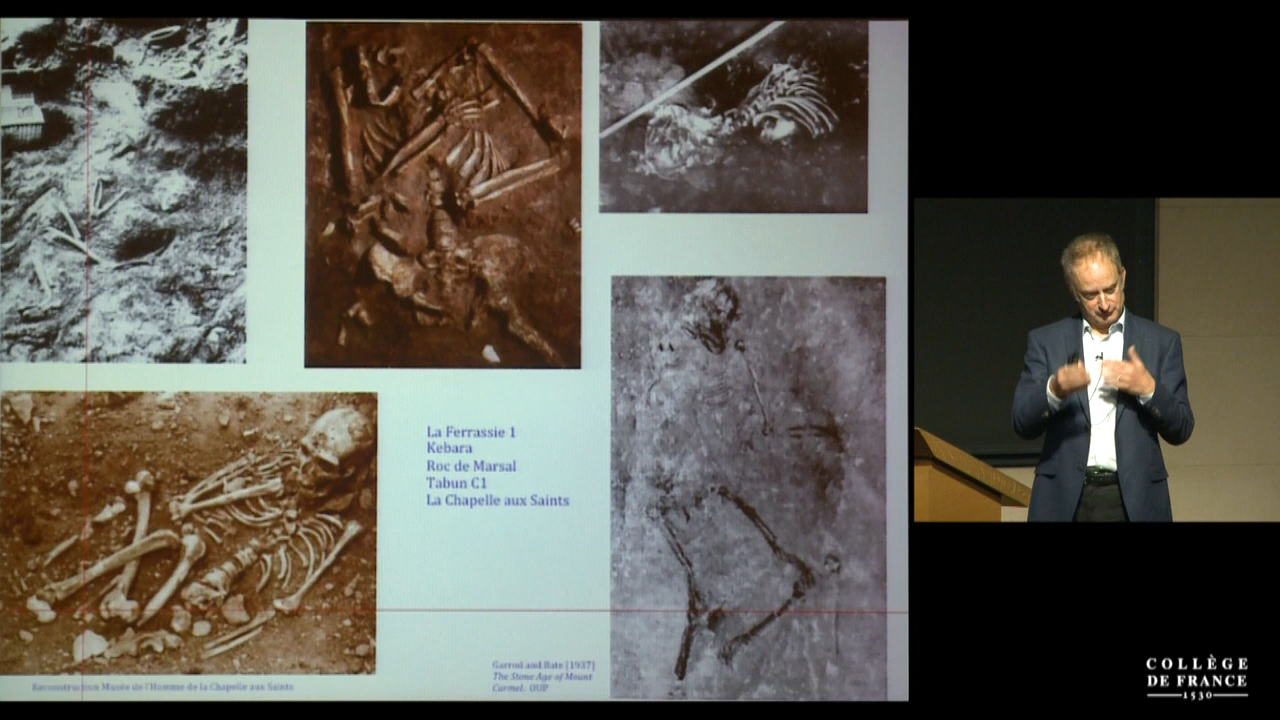 La Ferrassie 1
Kebara
Roc de Marsal
Tabun C1
La Chapelle aux Saints
Garrod and Bate [1937]
The Stone Age of Mount
Carmel. OUP
Reconstruction Musée de l'Homme de la Chapelle aux Saints
COLLÈGE
DE FRANCE
1530